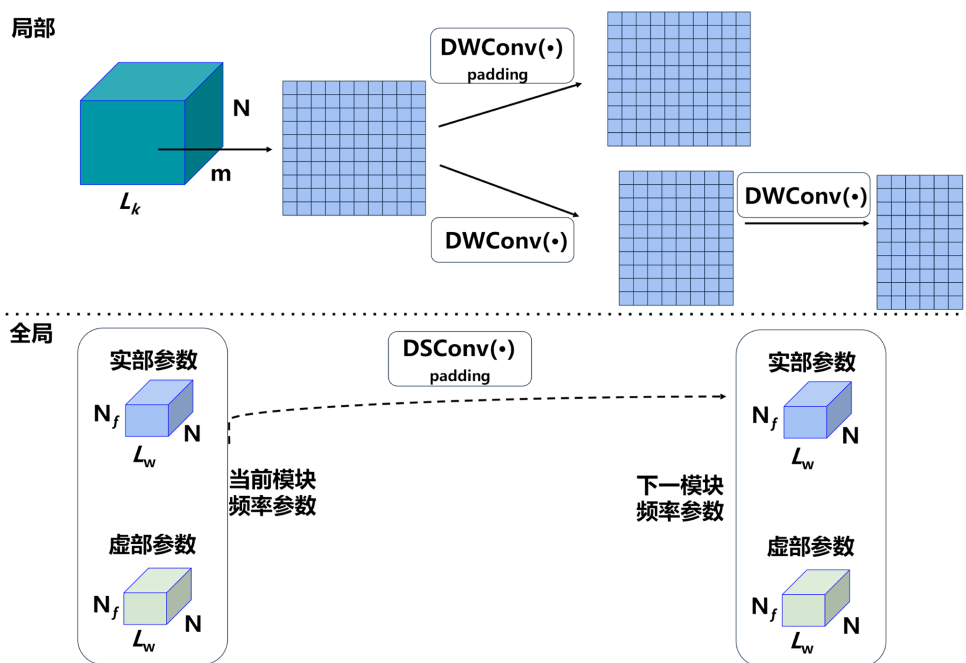 局部
DWConv(•)
padding
N
m
L_k
DWConv(•)
DWConv(•)
全局
实部参数
N_f
N
L_w
DSConv(•)
padding
实部参数
N_f
N
L_w
当前模块
频率参数
下一模块
频率参数
虚部参数
N_f
N
L_w
虚部参数
N_f
N
L_w